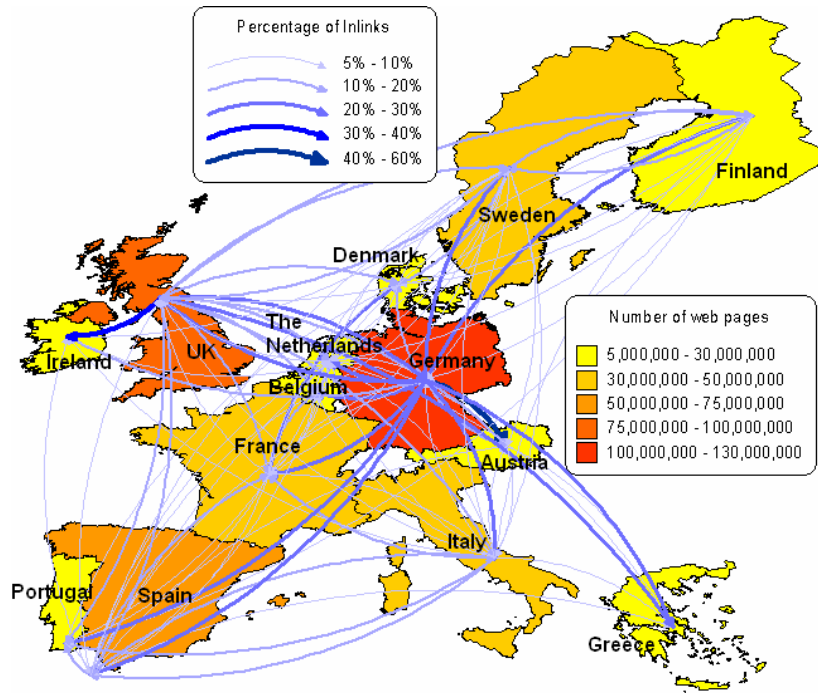 Percentage of Inlinks
5% - 10%
10% - 20%
20% - 30%
30% - 40%
40% - 60%
Finland
Sweden
Denmark
The
Netherlands
Ireland
UK
Germany
Belgium
France
Austria
Italy
Portugal
Spain
Greece
Number of web pages
5,000,000 - 30,000,000
30,000,000 - 50,000,000
50,000,000 - 75,000,000
75,000,000 - 100,000,000
100,000,000 - 130,000,000